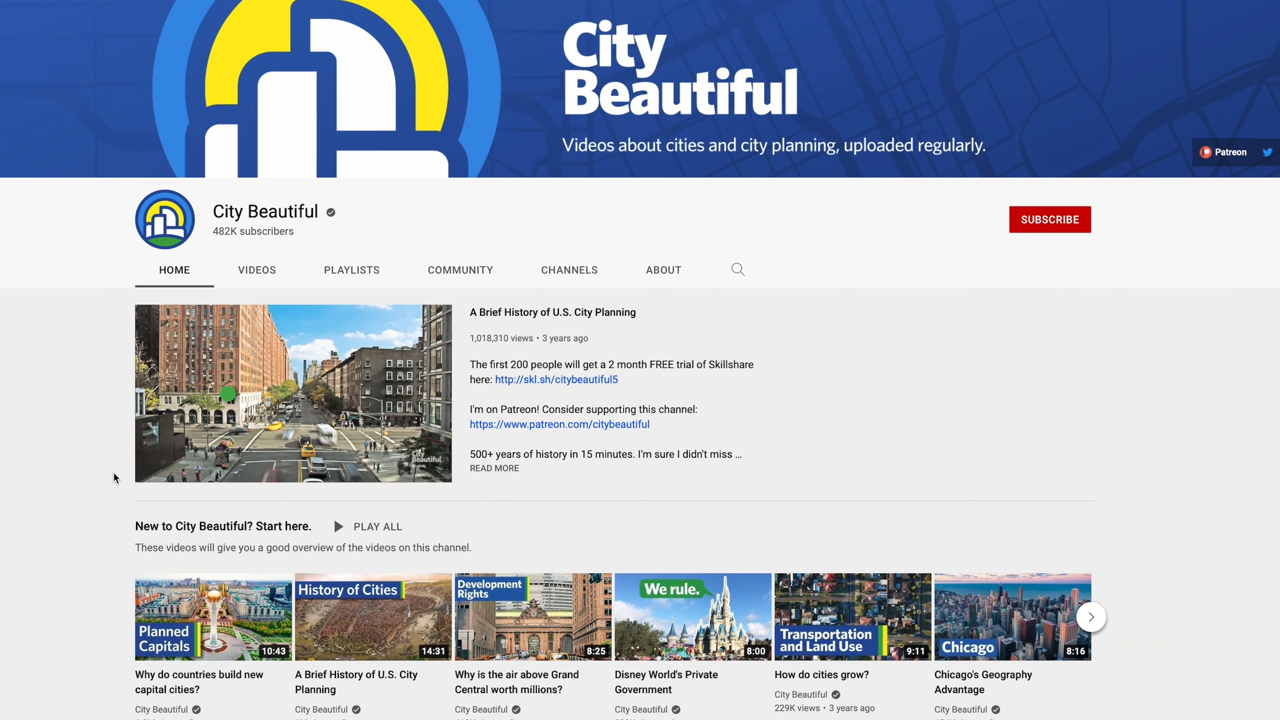 City
Beautiful
Videos about cities and city planning, uploaded regularly.
Patreon
City Beautiful
482K subscribers
SUBSCRIBE
HOME VIDEOS PLAYLISTS COMMUNITY CHANNELS ABOUT
A Brief History of U.S. City Planning
1,018,310 views • 3 years ago
The first 200 people will get a 2 month FREE trial of Skillshare
here: http://skl.sh/citybeautiful5
I'm on Patreon! Consider supporting this channel:
https://www.patreon.com/citybeautiful
500+ years of history in 15 minutes. I'm sure I didn't miss ...
READ MORE
City
Beautiful
New to City Beautiful? Start here. PLAY ALL
These videos will give you a good overview of the videos on this channel.
Planned
Capitals
10:43
History of Cities
14:31
Development
Rights
8:25
We rule.
8:00
Transportation
and Land Use
9:11
Chicago
8:16
Why do countries build new
capital cities?
City Beautiful
A Brief History of U.S. City
Planning
City Beautiful
Why is the air above Grand
Central worth millions?
City Beautiful
Disney World's Private
Government
City Beautiful
How do cities grow?
City Beautiful
229K views • 3 years ago
Chicago's Geography
Advantage
City Beautiful